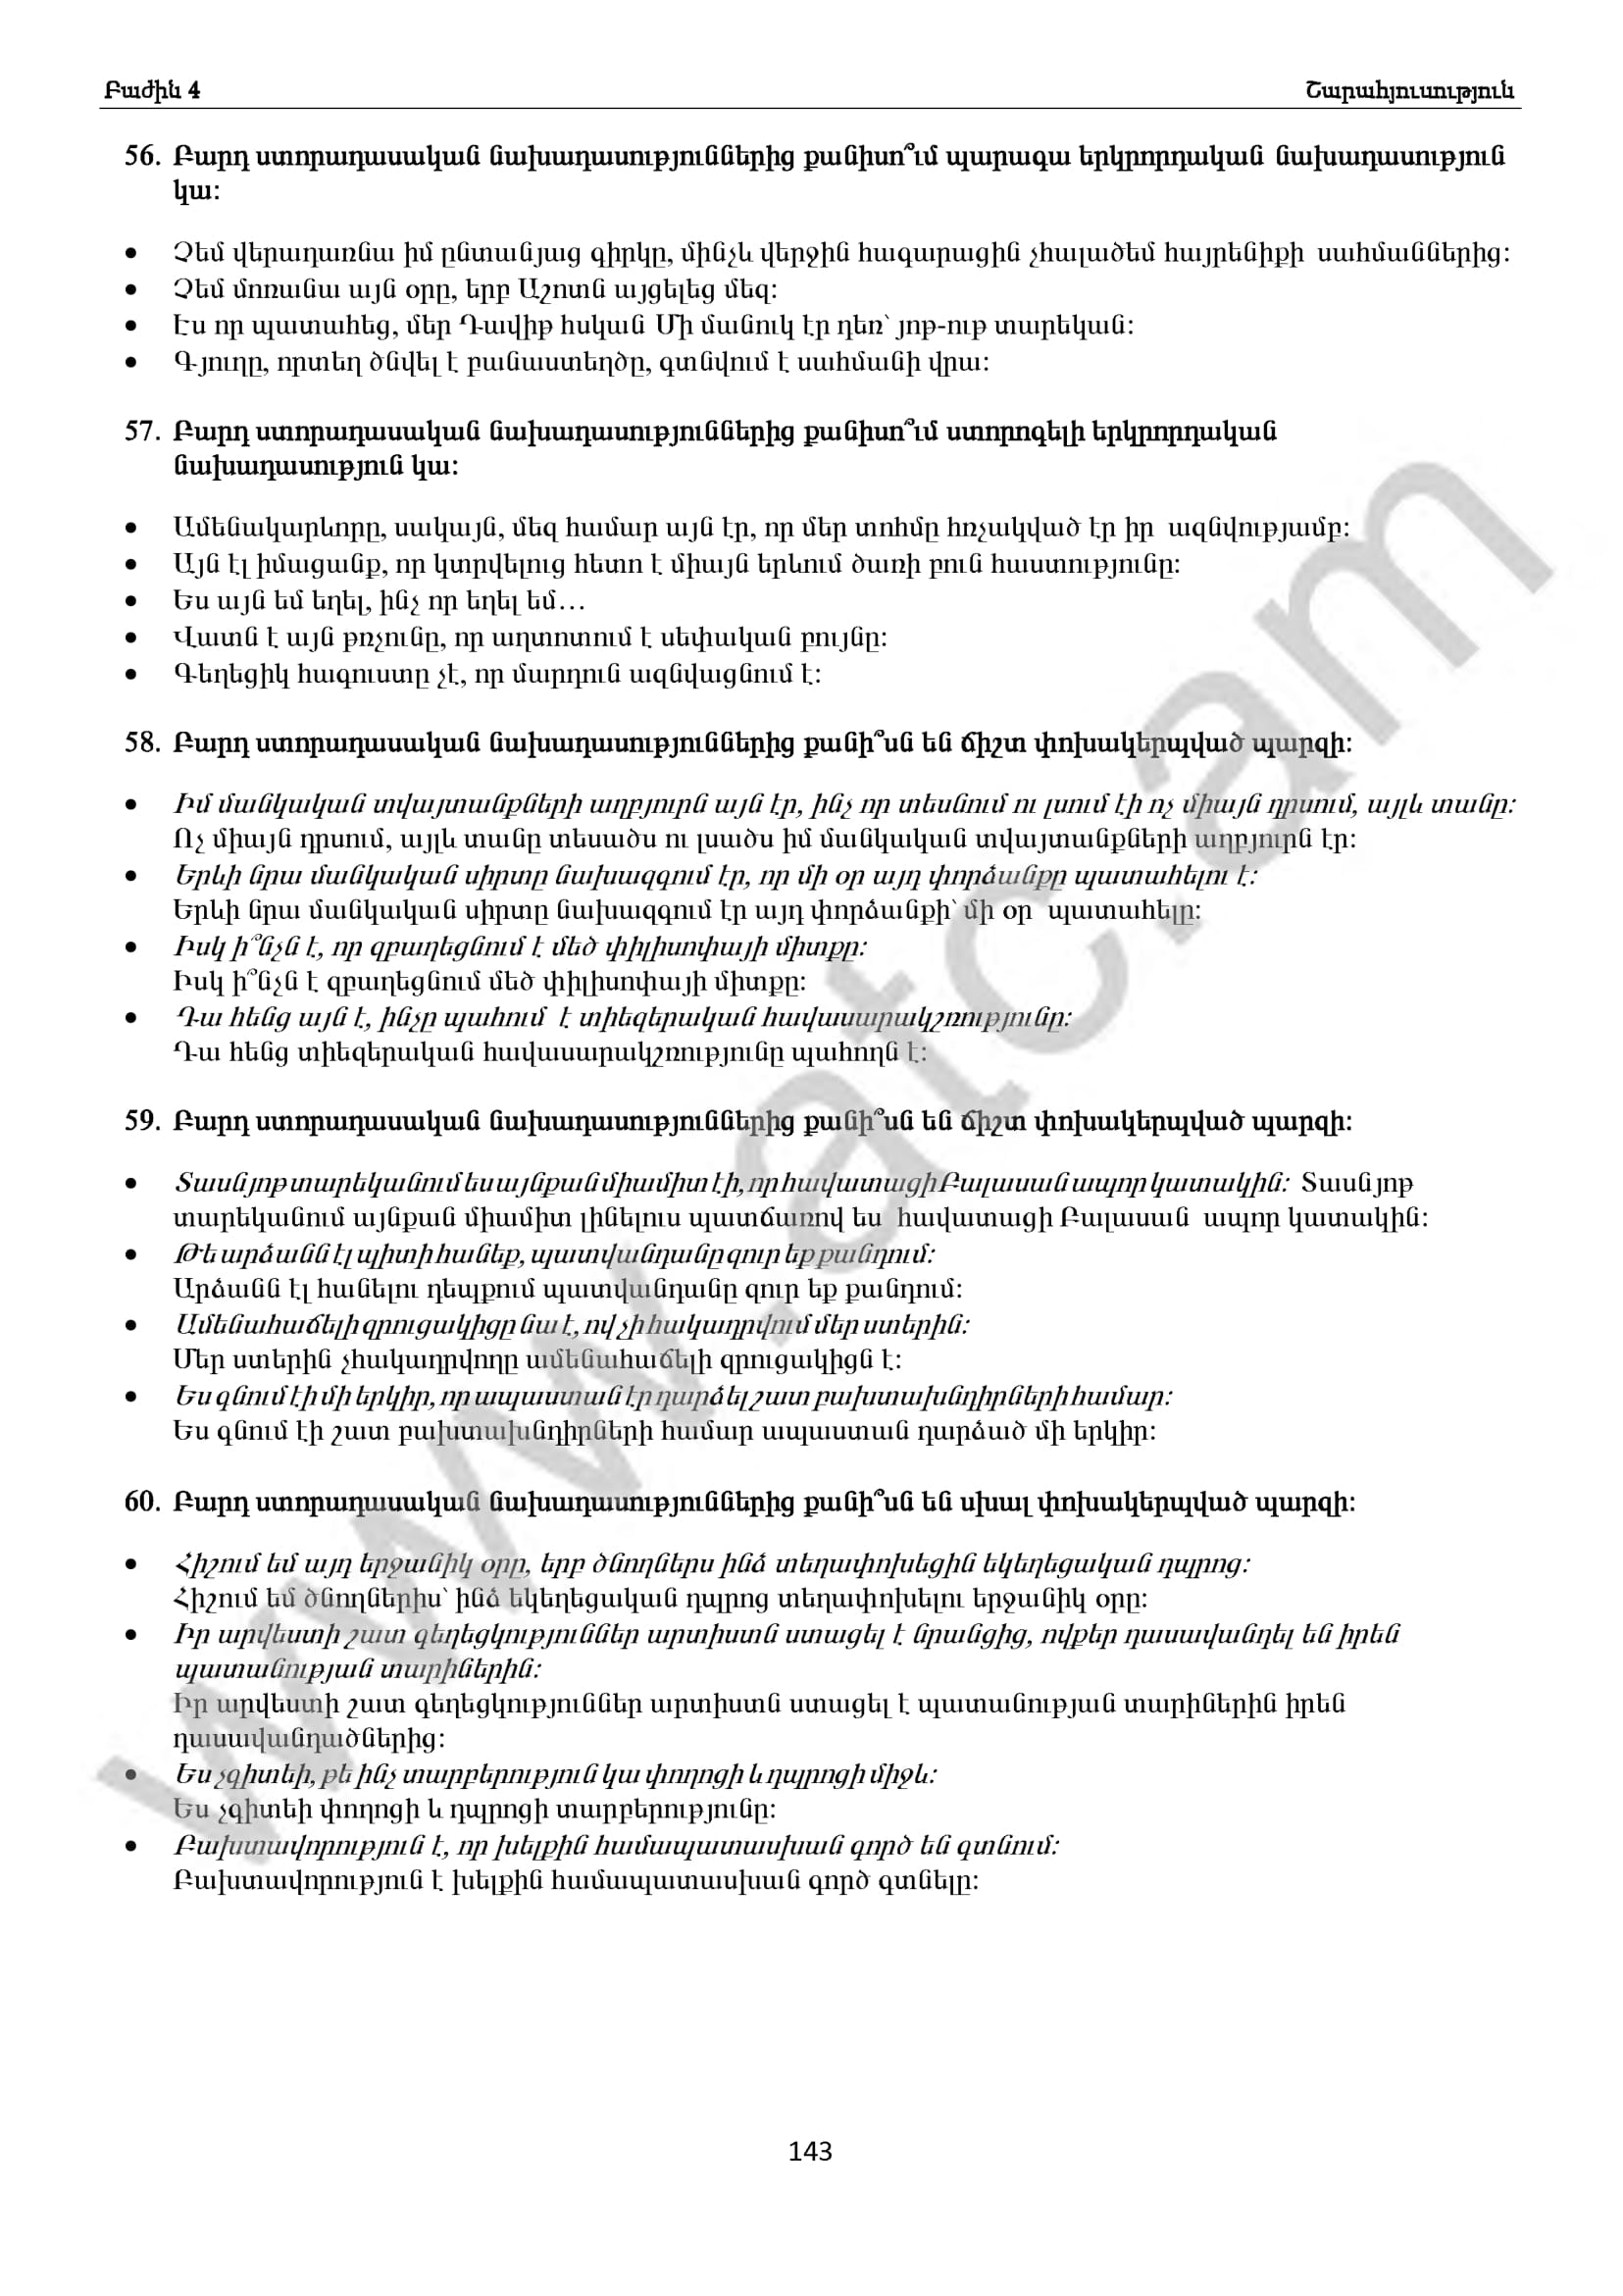 Բաժին 4 Շարահյուսություն
56. Բարդ ստորադասական նախադասություններից քանիսո՞ւմ պարագա երկրորդական նախադասություն
կա:
• Չեմ վերադառնա իմ ընտանյաց գիրկը, մինչև վերջին հագարացին չհալածեմ հայրենիքի սահմաններից:
• Չեմ մոռանա այն օրը, երբ Աշոտն այցելեց մեզ:
• Էս որ պատահեց, մեր Դավիթ հսկան Մի մանուկ էր դեռ՝ յոթ-ութ տարեկան:
• Գյուղը, որտեղ ծնվել է բանաստեղծը, գտնվում է սահմանի վրա:
57. Բարդ ստորադասական նախադասություններից քանիսո՞ւմ ստորոգելի երկրորդական
նախադասություն կա:
• Ամենակարևորը, սակայն, մեզ համար այն էր, որ մեր տոհմը հռչակված էր իր ազնվությամբ:
• Այն էլ իմացանք, որ կտրվելուց հետո է միայն երևում ծառի բուն հաստությունը:
• Ես այն եմ եղել, ինչ որ եղել եմ…
• Վատն է այն թռչունը, որ աղտոտում է սեփական բույնը:
• Գեղեցիկ հագուստը չէ, որ մարդուն ազնվացնում է:
58. Բարդ ստորադասական նախադասություններից քանի՞սն են ճիշտ փոխակերպված պարզի:
• Իմ մանկական տվայտանքների աղբյուրն այն էր, ինչ որ տեսնում ու լսում էի ոչ միայն դրսում, այլև տանը:
Ոչ միայն դրսում, այլև տանը տեսածս ու լսածս իմ մանկական տվայտանքների աղբյուրն էր:
• Երևի նրա մանկական սիրտը նախազգում էր, որ մի օր այդ փորձանքը պատահելու է:
Երևի նրա մանկական սիրտը նախազգում էր այդ փորձանքի՝ մի օր պատահելը:
• Իսկ ի՞նչն է, որ զբաղեցնում է մեծ փիլիսոփայի միտքը:
Իսկ ի՞նչն է զբաղեցնում մեծ փիլիսոփայի միտքը:
• Դա հենց այն է, ինչը պահում է տիեզերական հավասարակշռությունը:
Դա հենց տիեզերական հավասարակշռությունը պահողն է:
59. Բարդ ստորադասական նախադասություններից քանի՞սն են ճիշտ փոխակերպված պարզի:
• Տասնյոթ տարեկանում ես այնքան միամիտ էի, որ հավատացի Բալասան ապոր կատակին: Տասնյոթ
տարեկանում այնքան միամիտ լինելուս պատճառով ես հավատացի Բալասան ապոր կատակին:
• Թե արձանն էլ պիտի հանեք, պատվանդանը զուր եք քանդում:
Արձանն էլ հանելու դեպքում պատվանդանը զուր եք քանդում:
• Ամենահաճելի զրուցակիցը նա է, ով չի հակադրվում մեր ստերին:
Մեր ստերին չհակադրվողը ամենահաճելի զրուցակիցն է:
• Ես գնում էի մի երկիր, որ ապաստան էր դարձել շատ բախտախնդիրների համար:
Ես գնում էի շատ բախտախնդիրների համար ապաստան դարձած մի երկիր:
60. Բարդ ստորադասական նախադասություններից քանի՞սն են սխալ փոխակերպված պարզի:
• Հիշում եմ այդ երջանիկ օրը, երբ ծնողներս ինձ տեղափոխեցին եկեղեցական դպրոց:
Հիշում եմ ծնողներիս՝ ինձ եկեղեցական դպրոց տեղափոխելու երջանիկ օրը:
• Իր արվեստի շատ գեղեցկություններ արտիստն ստացել է նրանցից, ովքեր դասավանդել են իրեն
պատանության տարիներին:
Իր արվեստի շատ գեղեցկություններ արտիստն ստացել է պատանության տարիներին իրեն
դասավանդածներից:
• Ես չգիտեի, թե ինչ տարբերություն կա փողոցի և դպրոցի միջև:
Ես չգիտեի փողոցի և դպրոցի տարբերությունը:
• Բախտավորություն է, որ խելքին համապատասխան գործ են գտնում:
Բախտավորություն է խելքին համապատասխան գործ գտնելը:
143
www.atc.am